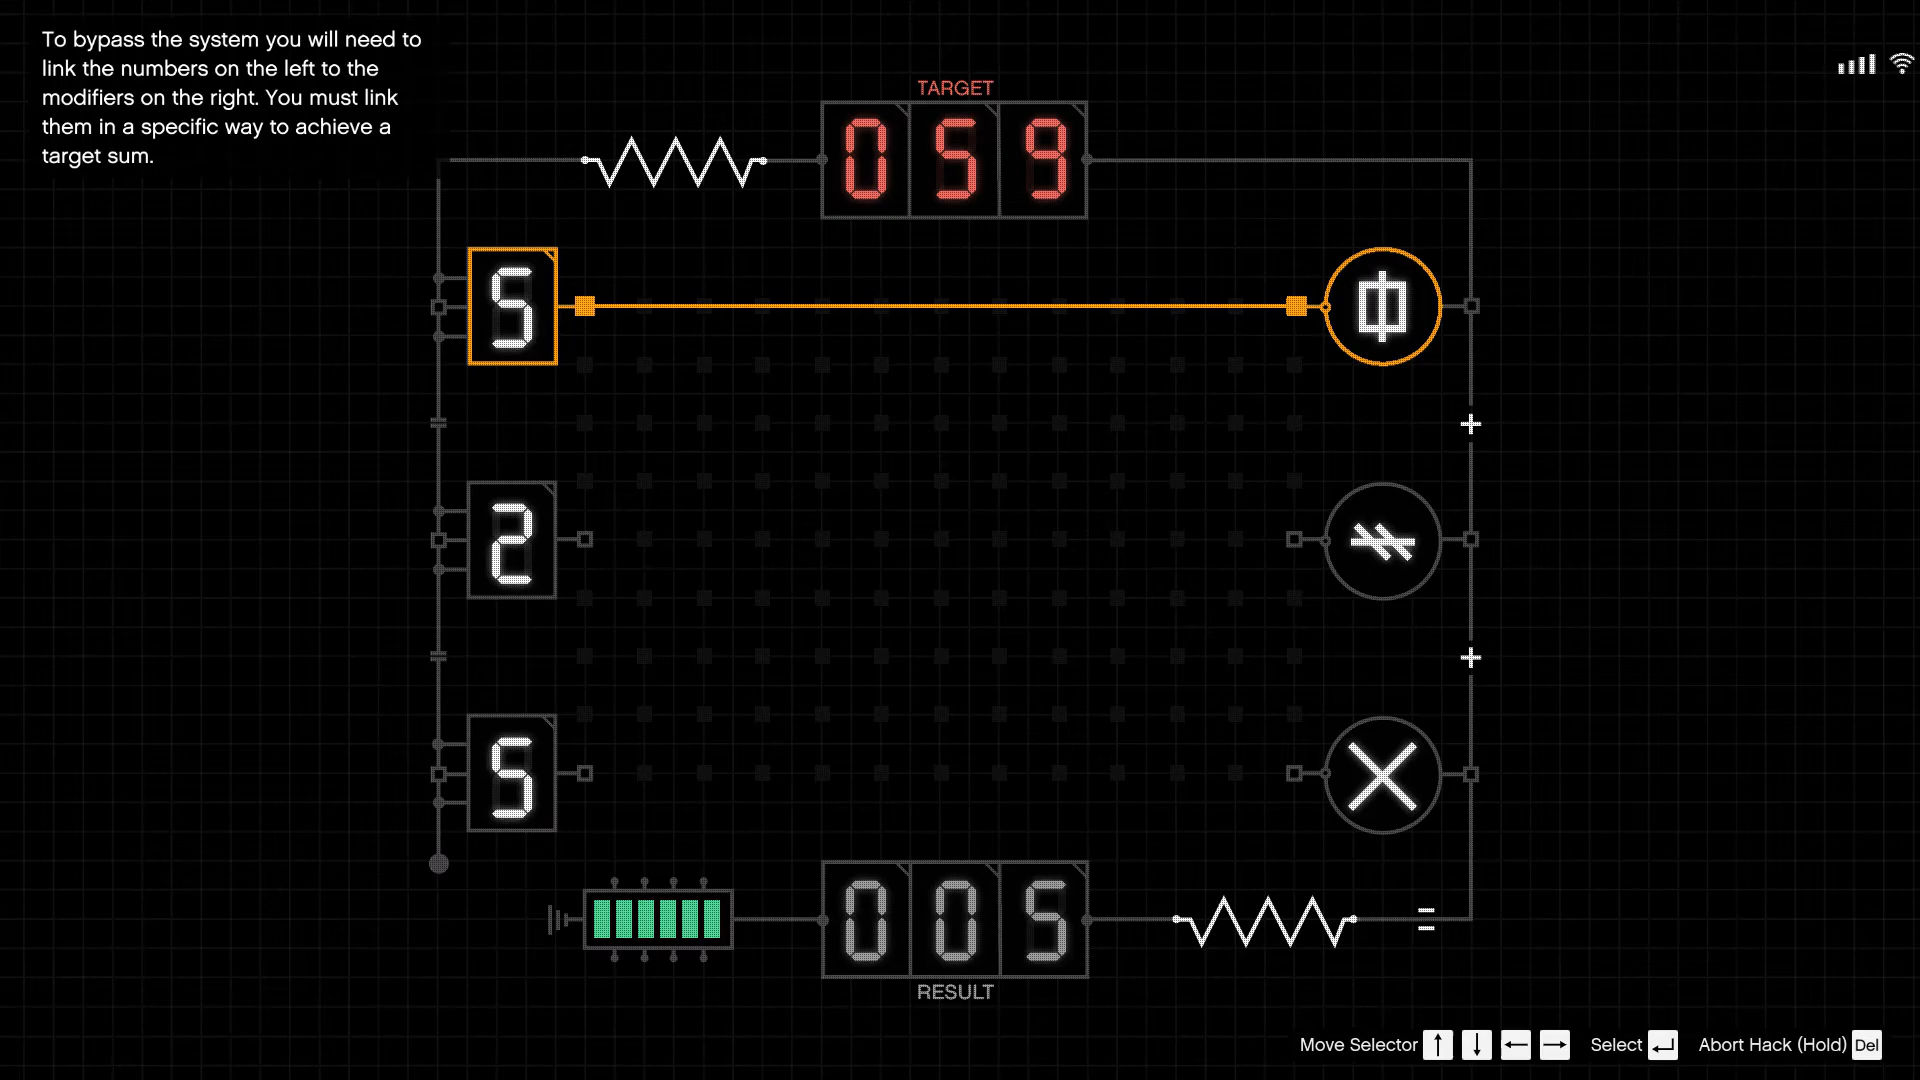 To bypass the system you will need to
link the numbers on the left to the
modifiers on the right. You must link
them in a specific way to achieve a
target sum.
TARGET
059
5
+
2
+
5
005
=
RESULT
Move Selector ↑ ↓ ← → Select ↵ Abort Hack (Hold) Del